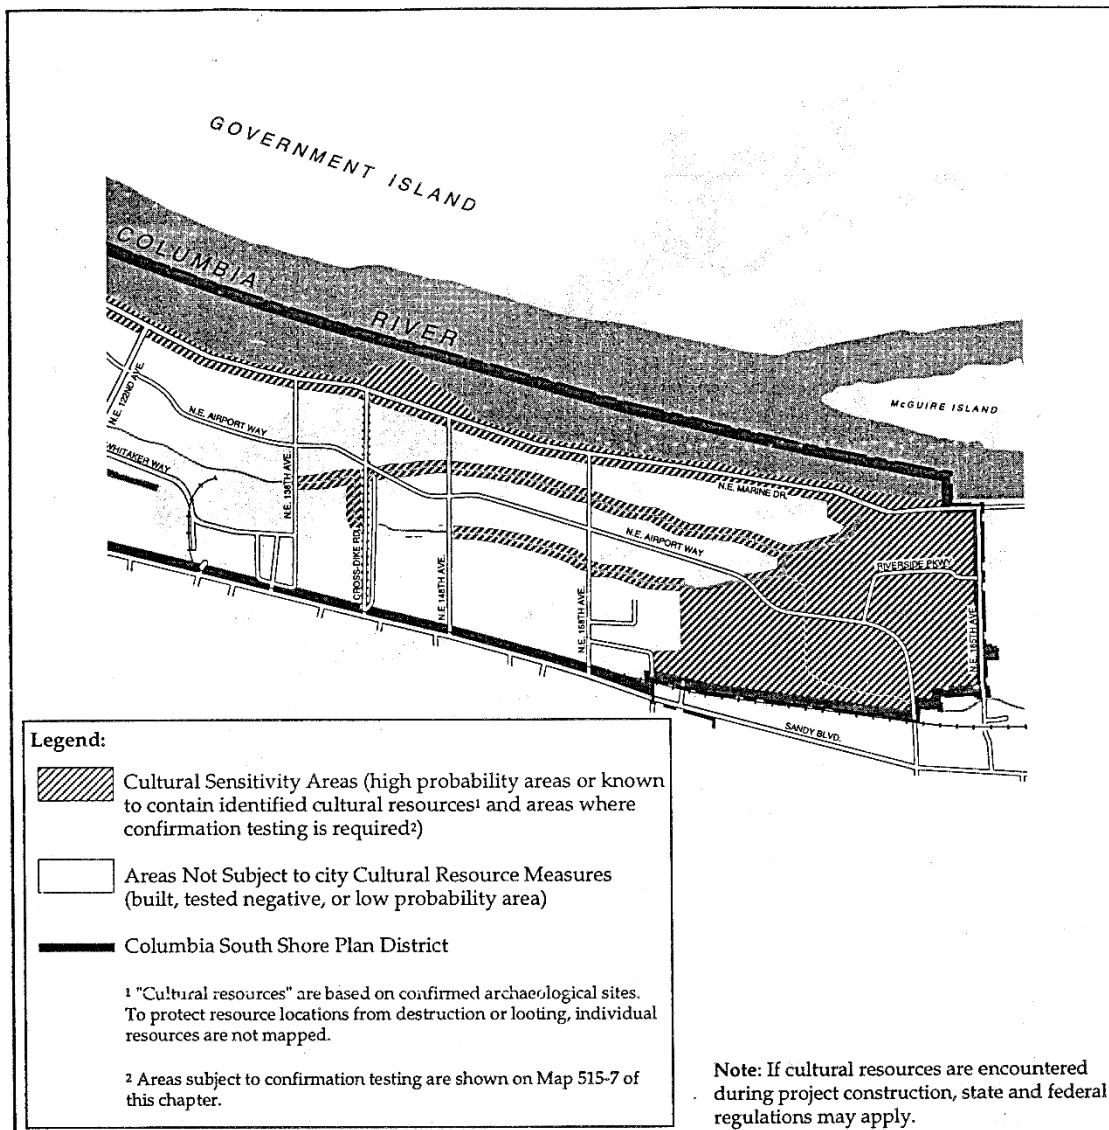 GOVERNMENT ISLAND
COLUMBIA RIVER
McGUIRE ISLAND
N.E. 122ND AVE.
N.E. AIRPORT WAY
WHITAKER WAY
N.E. 138TH AVE.
CROSS-DIKE RD.
N.E. 148TH AVE.
N.E. 158TH AVE.
N.E. MARINE DR.
N.E. AIRPORT WAY
RIVERSIDE PKWY.
N.E. 185TH AVE.
SANDY BLVD.
Legend:
Cultural Sensitivity Areas (high probability areas or known
to contain identified cultural resources¹ and areas where
confirmation testing is required²)
Areas Not Subject to city Cultural Resource Measures
(built, tested negative, or low probability area)
Columbia South Shore Plan District
¹ "Cultural resources" are based on confirmed archaeological sites.
To protect resource locations from destruction or looting, individual
resources are not mapped.
² Areas subject to confirmation testing are shown on Map 515-7 of
this chapter.
Note: If cultural resources are encountered
during project construction, state and federal
regulations may apply.